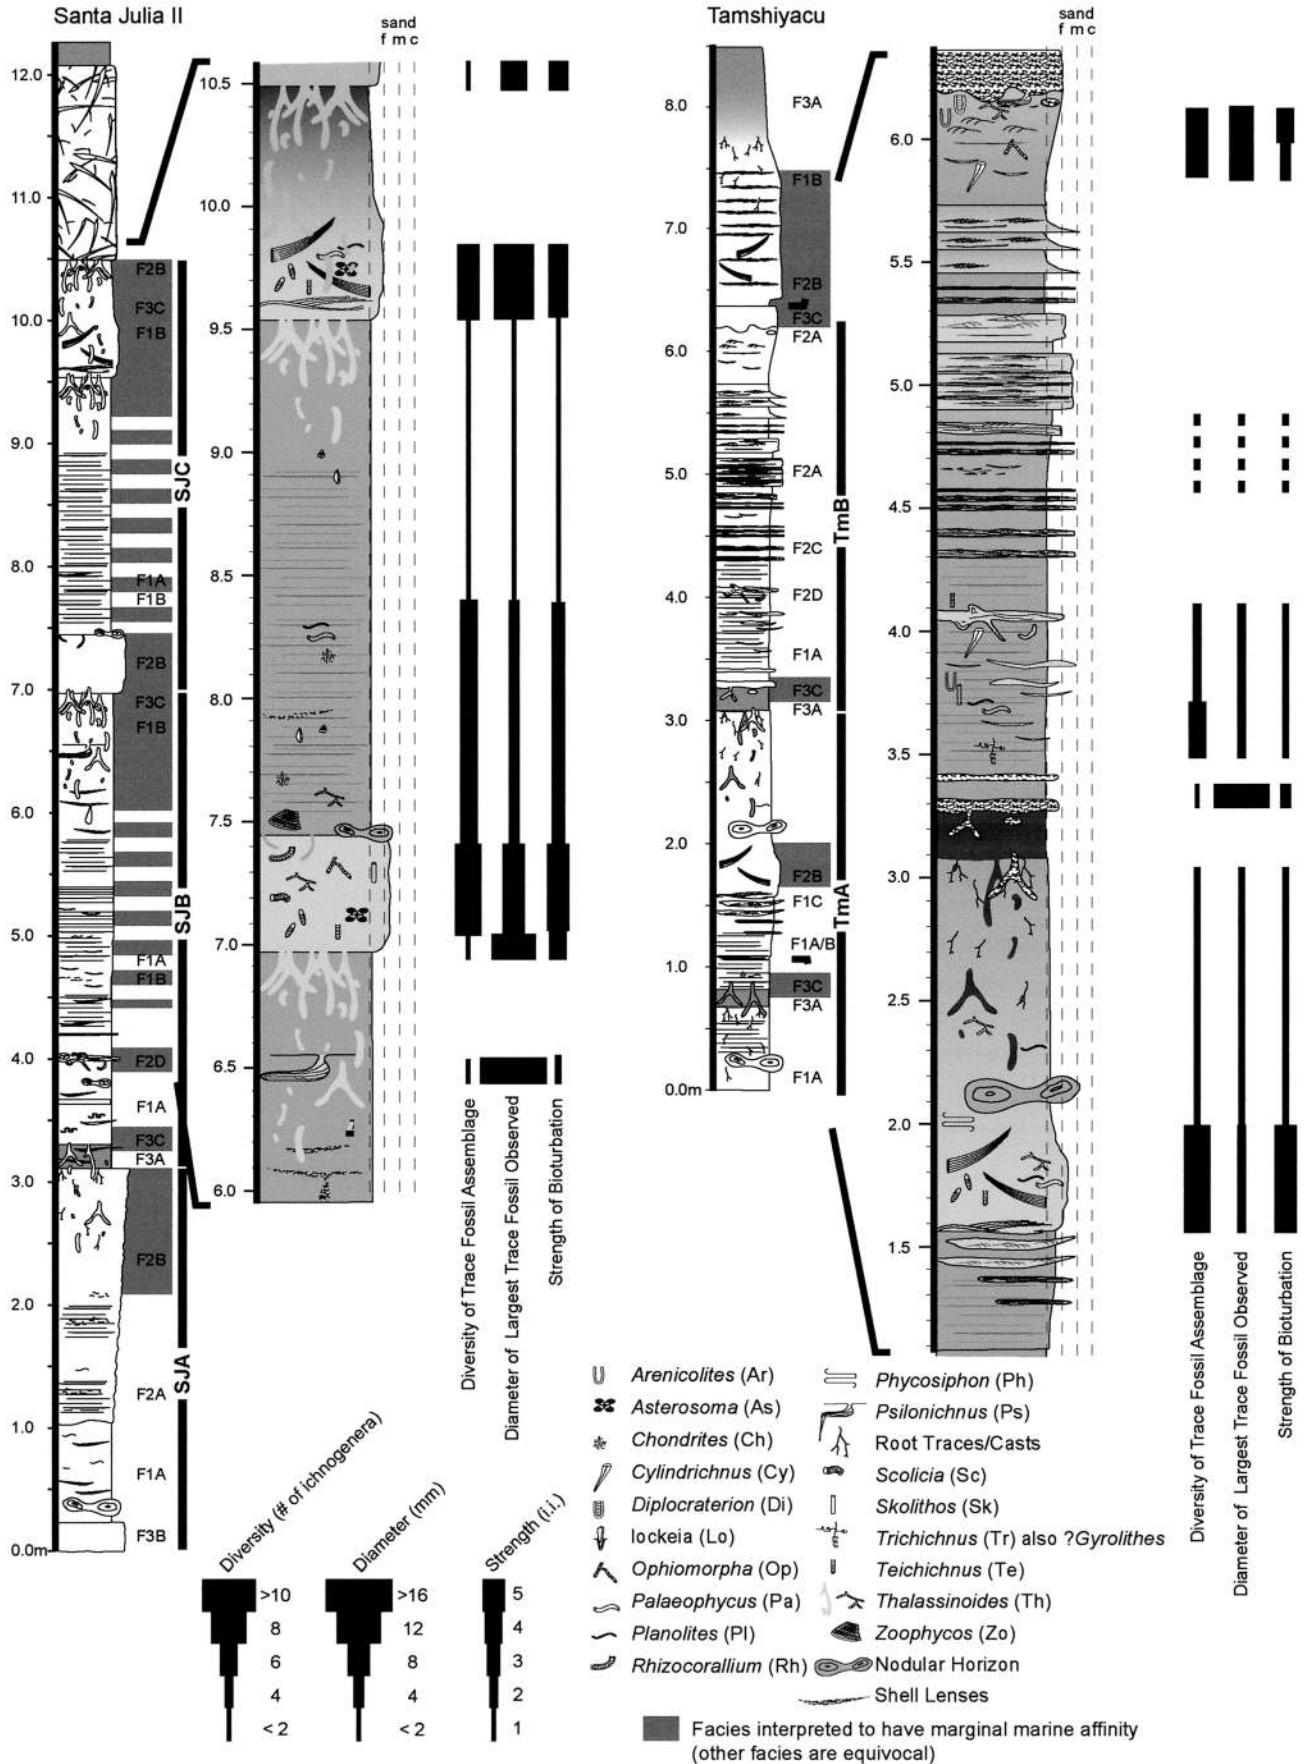 Santa Julia II
sand
f m c
12.0
11.0
10.0
9.0
8.0
7.0
6.0
5.0
4.0
3.0
2.0
1.0
0.0m
F2B
F3C
F1B
F1A
F1B
F2B
F3C
F1B
F1A
F1B
F2D
F1A
F3C
F3A
F2B
F2A
F1A
F3B
SJC
SJB
SJA
10.5
10.0
9.5
9.0
8.5
8.0
7.5
7.0
6.5
6.0
Diversity of Trace Fossil Assemblage
Diameter of Largest Trace Fossil Observed
Strength of Bioturbation
Tamshiyacu
sand
f m c
8.0
7.0
6.0
5.0
4.0
3.0
2.0
1.0
0.0m
F3A
F1B
F2B
F3C
F2A
F2A
F2C
F2D
F1A
F3C
F3A
F2B
F1C
F1A/B
F3C
F3A
F1A
TmB
TmA
6.0
5.5
5.0
4.5
4.0
3.5
3.0
2.5
2.0
1.5
Diversity of Trace Fossil Assemblage
Diameter of Largest Trace Fossil Observed
Strength of Bioturbation
Diversity (# of ichnogenera)
>10
8
6
4
< 2
Diameter (mm)
>16
12
8
4
< 2
Strength (i.i.)
5
4
3
2
1
Arenicolites (Ar)
Asterosoma (As)
Chondrites (Ch)
Cylindrichnus (Cy)
Diplocraterion (Di)
lockeia (Lo)
Ophiomorpha (Op)
Palaeophycus (Pa)
Planolites (Pl)
Rhizocorallium (Rh)
Phycosiphon (Ph)
Psilonichnus (Ps)
Root Traces/Casts
Scolicia (Sc)
Skolithos (Sk)
Trichichnus (Tr) also ?Gyrolithes
Teichichnus (Te)
Thalassinoides (Th)
Zoophycos (Zo)
Nodular Horizon
Shell Lenses
Facies interpreted to have marginal marine affinity
(other facies are equivocal)